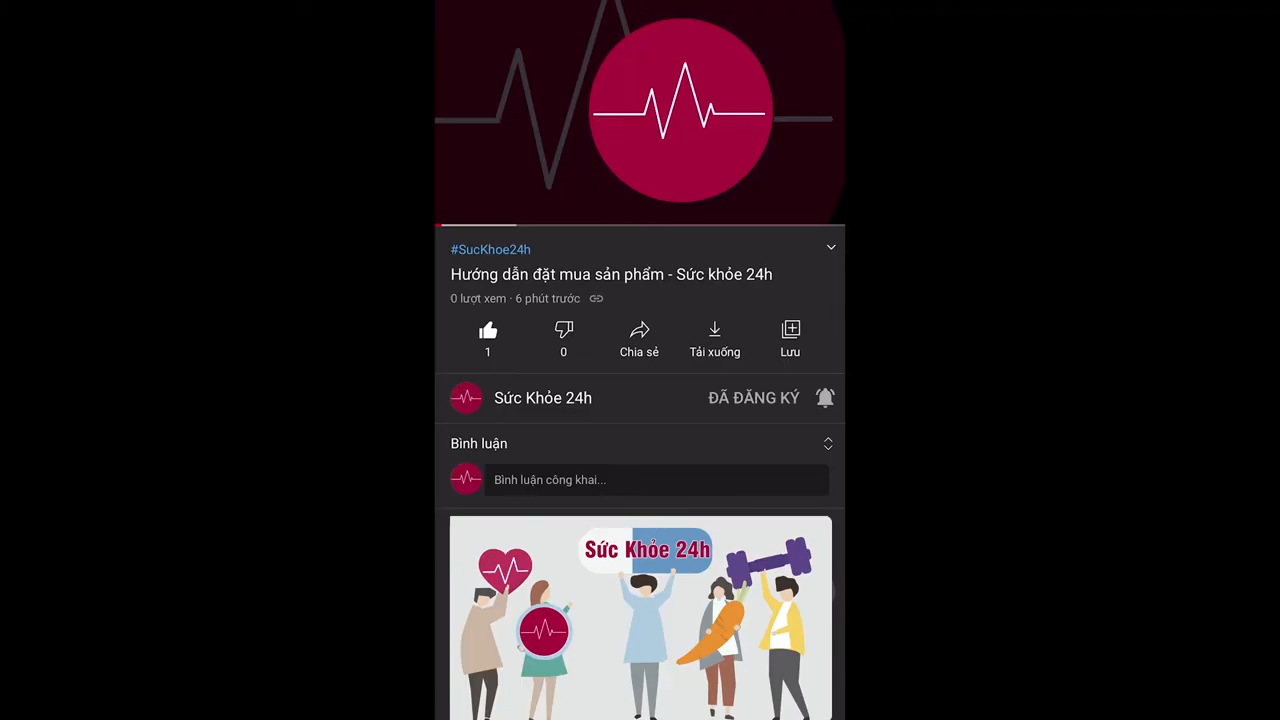 #SucKhoe24h
Hướng dẫn đặt mua sản phẩm - Sức khỏe 24h
0 lượt xem · 6 phút trước
1
0
Chia sẻ
Tải xuống
Lưu
Sức Khỏe 24h
ĐÃ ĐĂNG KÝ
Bình luận
Bình luận công khai...
Sức Khỏe 24h